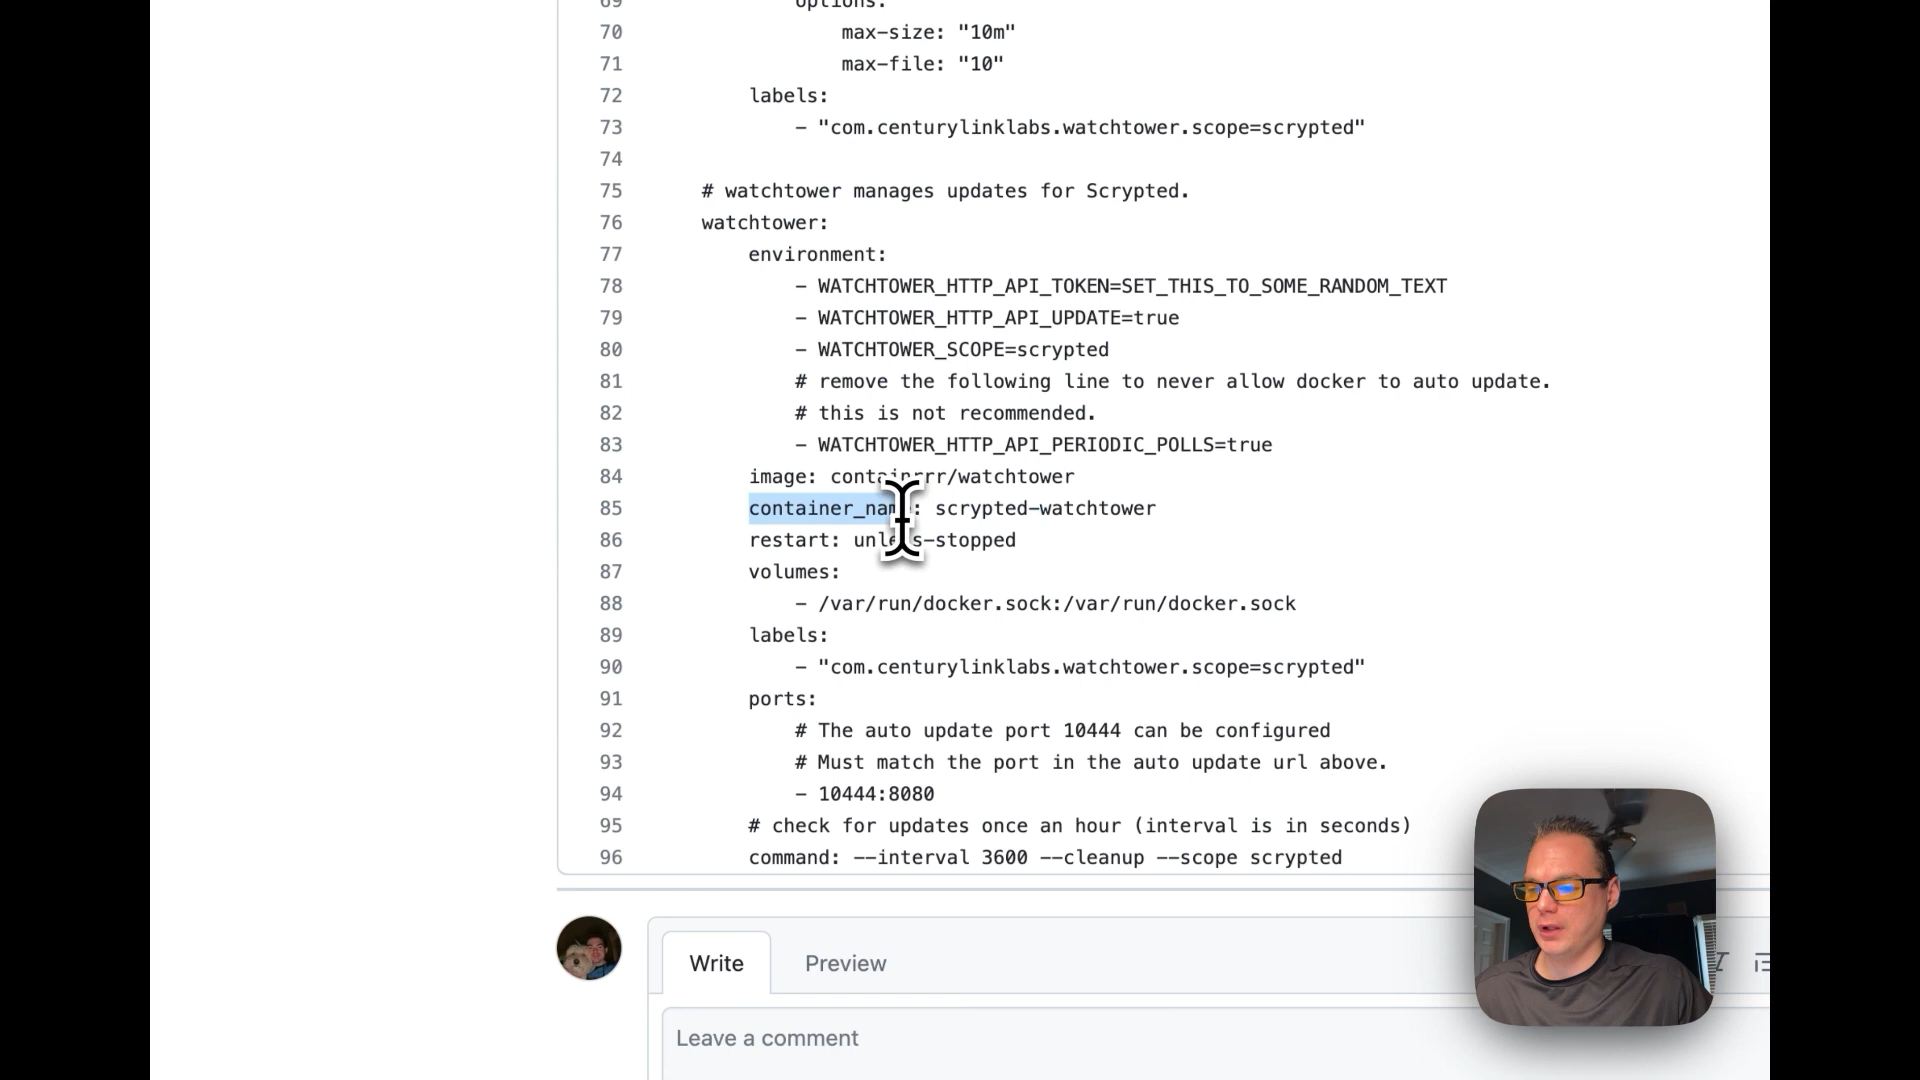 69 options:
70 max-size: "10m"
71 max-file: "10"
72 labels:
73 - "com.centurylinklabs.watchtower.scope=scrypted"
74
75 # watchtower manages updates for Scrypted.
76 watchtower:
77 environment:
78 - WATCHTOWER_HTTP_API_TOKEN=SET_THIS_TO_SOME_RANDOM_TEXT
79 - WATCHTOWER_HTTP_API_UPDATE=true
80 - WATCHTOWER_SCOPE=scrypted
81 # remove the following line to never allow docker to auto update.
82 # this is not recommended.
83 - WATCHTOWER_HTTP_API_PERIODIC_POLLS=true
84 image: containrrr/watchtower
85 container_name: scrypted-watchtower
86 restart: unless-stopped
87 volumes:
88 - /var/run/docker.sock:/var/run/docker.sock
89 labels:
90 - "com.centurylinklabs.watchtower.scope=scrypted"
91 ports:
92 # The auto update port 10444 can be configured
93 # Must match the port in the auto update url above.
94 - 10444:8080
95 # check for updates once an hour (interval is in seconds)
96 command: --interval 3600 --cleanup --scope scrypted
Write Preview
Leave a comment